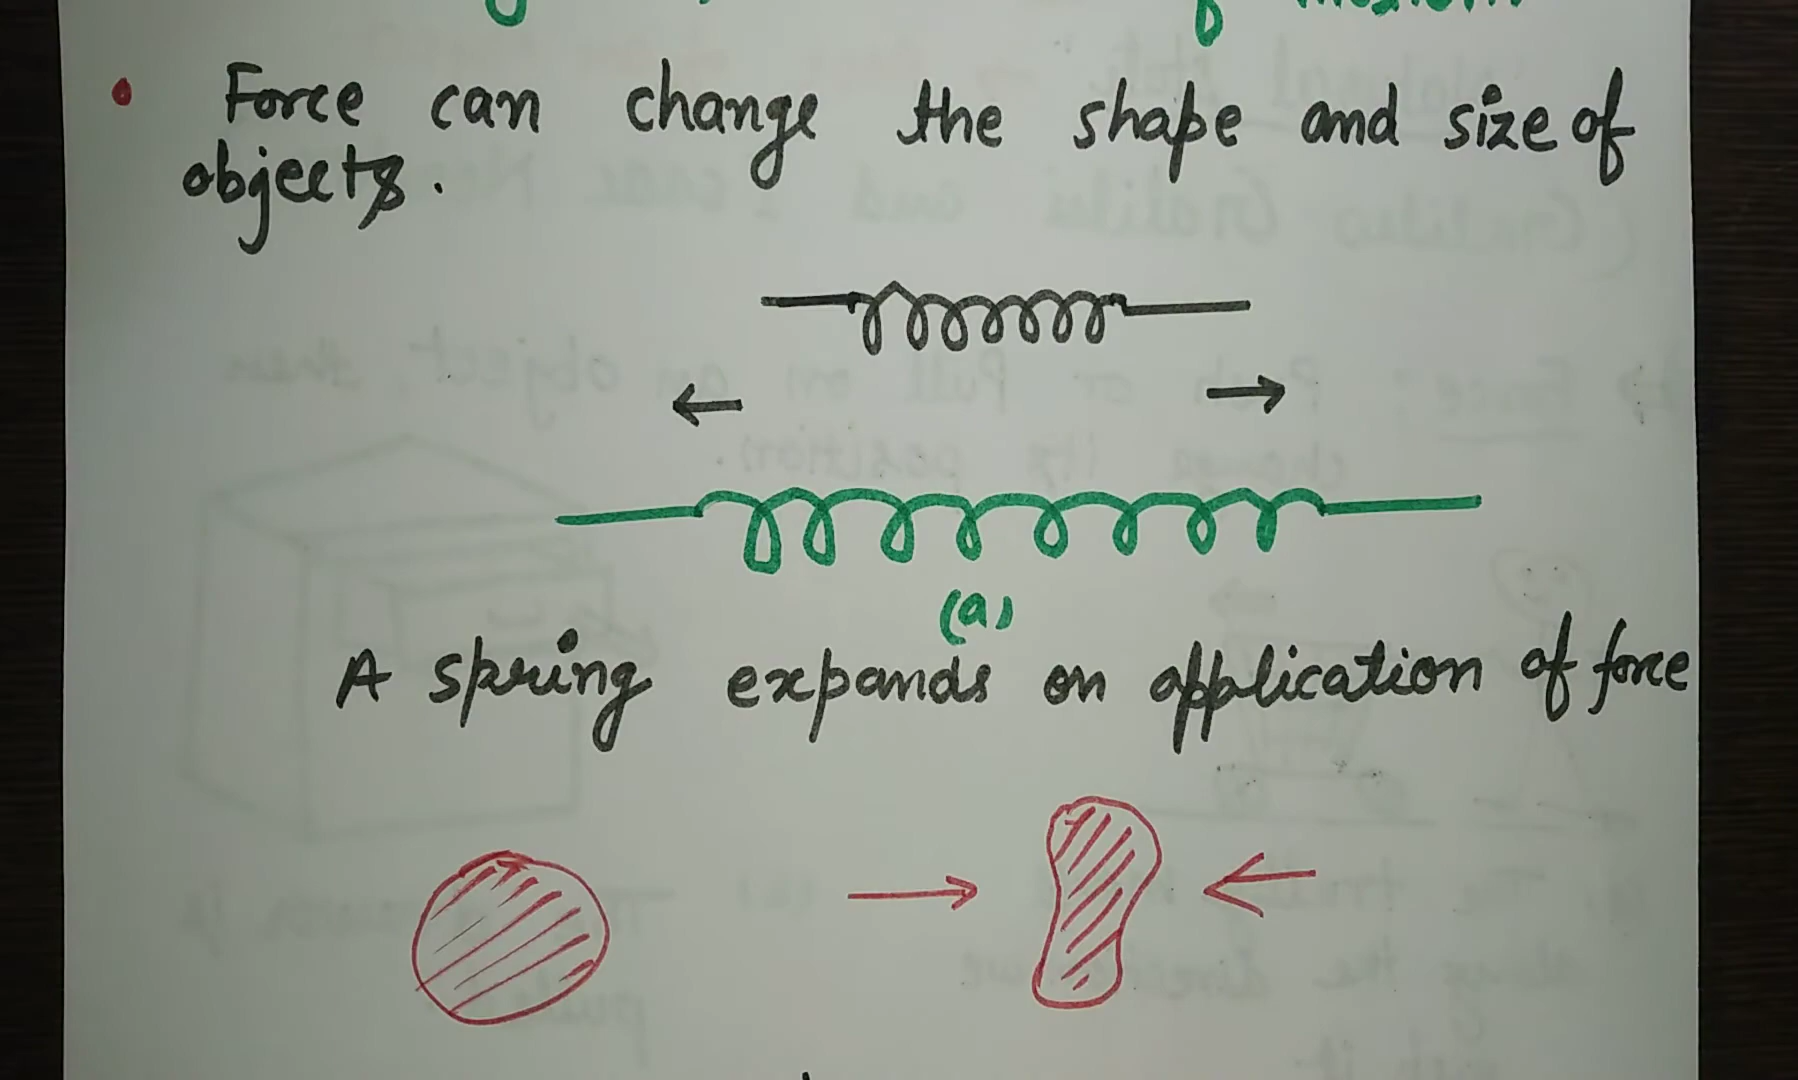 • Force can change the shape and size of
objects.
(a)
A spring expands on application of force